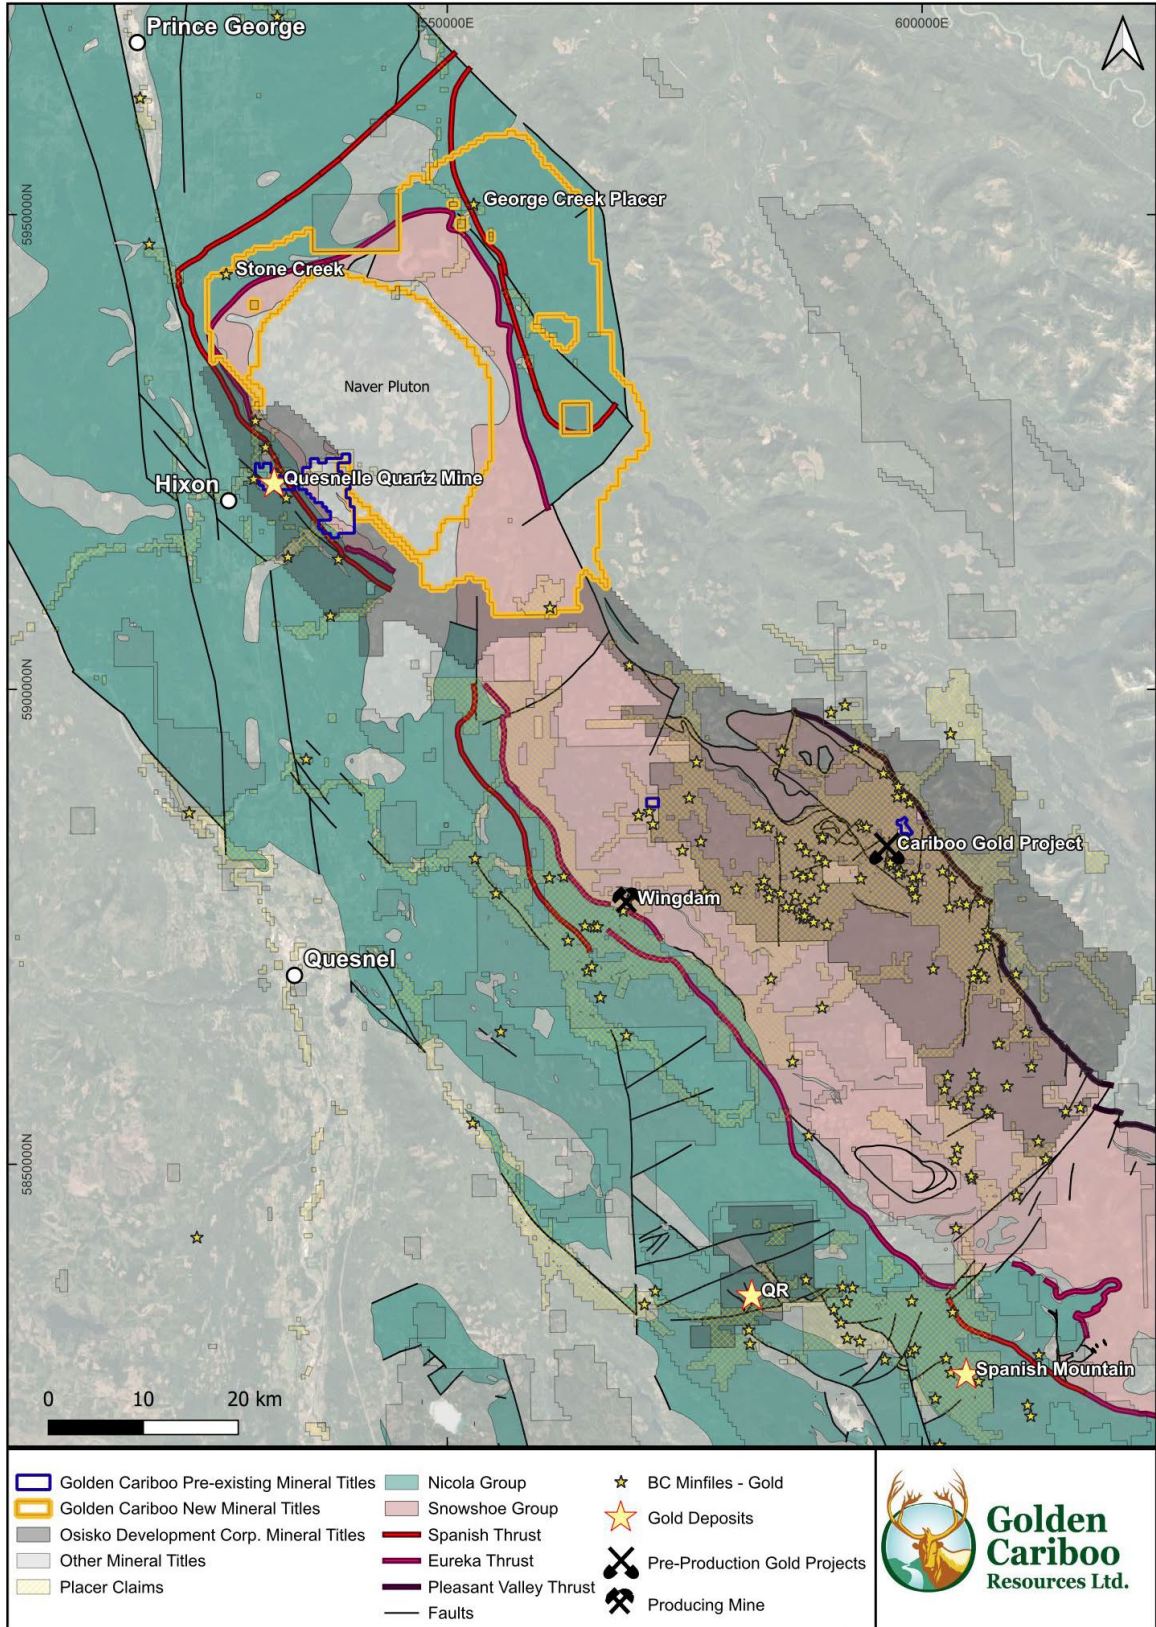 550000E
600000E
Prince George
5950000N
George Creek Placer
Stone Creek
Naver Pluton
Quesnelle Quartz Mine
Hixon
5900000N
Cariboo Gold Project
Wingdam
Quesnel
5850000N
QR
Spanish Mountain
0 10 20 km
Golden Cariboo Pre-existing Mineral Titles
Golden Cariboo New Mineral Titles
Osisko Development Corp. Mineral Titles
Other Mineral Titles
Placer Claims
Nicola Group
Snowshoe Group
Spanish Thrust
Eureka Thrust
Pleasant Valley Thrust
Faults
BC Minfiles - Gold
Gold Deposits
Pre-Production Gold Projects
Producing Mine
Golden
Cariboo
Resources Ltd.